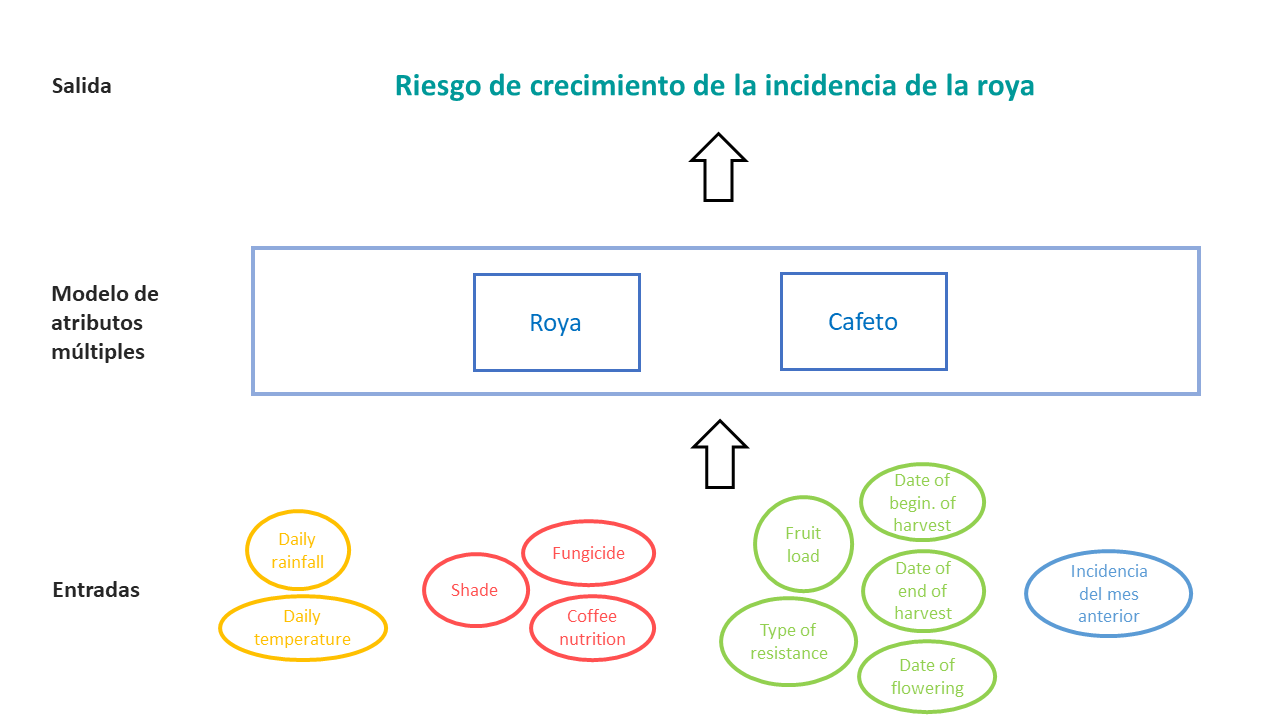 Salida
Riesgo de crecimiento de la incidencia de la roya
Modelo de
atributos
múltiples
Roya
Cafeto
Entradas
Daily
rainfall
Daily
temperature
Shade
Fungicide
Coffee
nutrition
Fruit
load
Type of
resistance
Date of
begin. of
harvest
Date of
end of
harvest
Date of
flowering
Incidencia
del mes
anterior